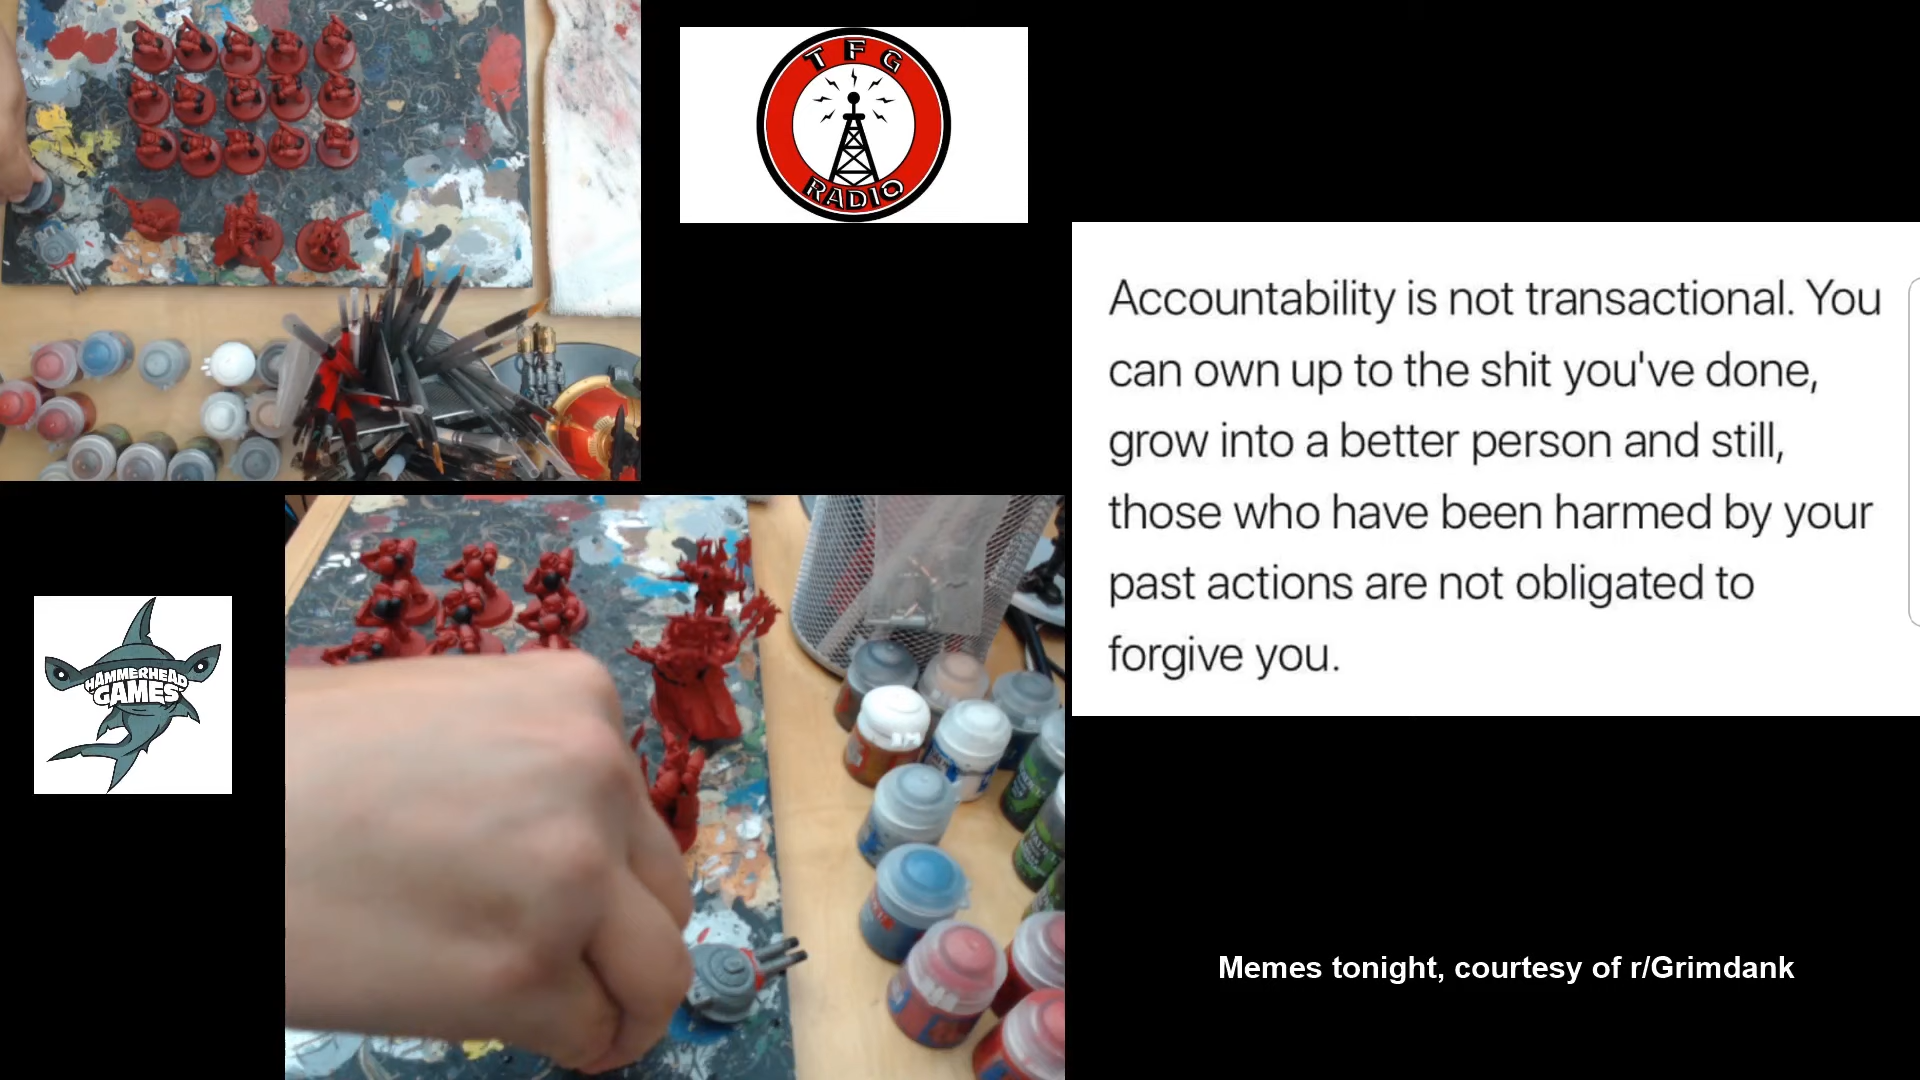 TFG
RADIO
Accountability is not transactional. You
can own up to the shit you've done,
grow into a better person and still,
those who have been harmed by your
past actions are not obligated to
forgive you.
HAMMERHEAD
GAMES
Memes tonight, courtesy of r/Grimdank